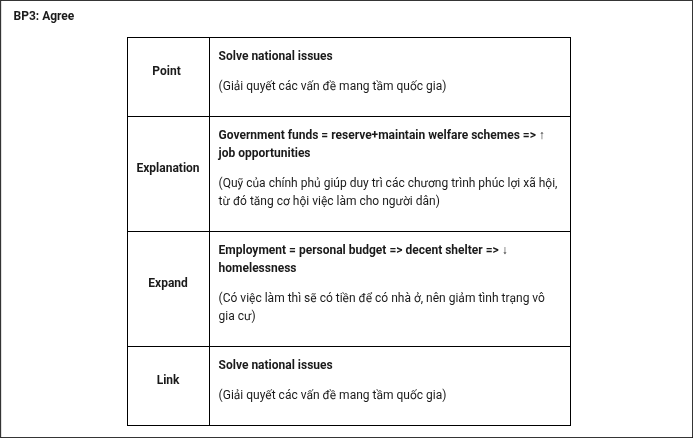 BP3: Agree
Point
Solve national issues
(Giải quyết các vấn đề mang tầm quốc gia)
Explanation
Government funds = reserve+maintain welfare schemes => ↑
job opportunities
(Quỹ của chính phủ giúp duy trì các chương trình phúc lợi xã hội,
từ đó tăng cơ hội việc làm cho người dân)
Expand
Employment = personal budget => decent shelter => ↓
homelessness
(Có việc làm thì sẽ có tiền để có nhà ở, nên giảm tình trạng vô
gia cư)
Link
Solve national issues
(Giải quyết các vấn đề mang tầm quốc gia)